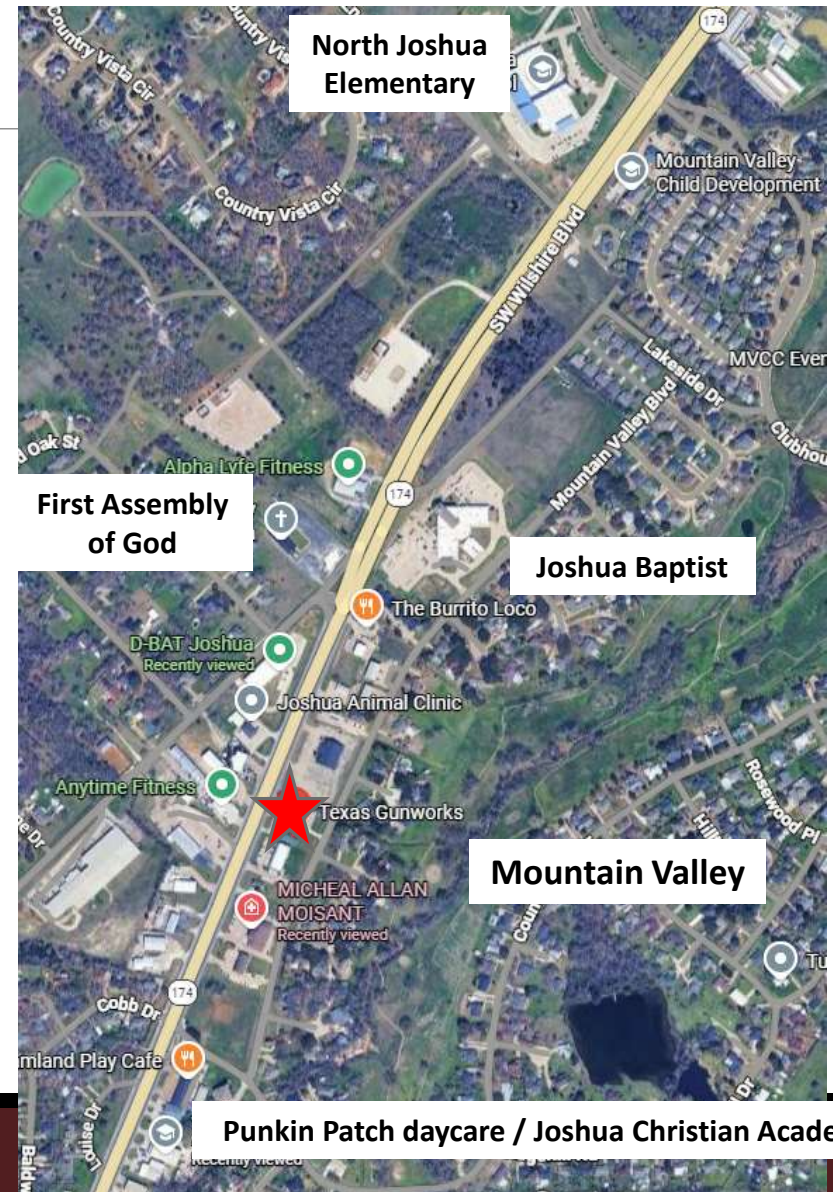 174
North Joshua
Elementary
Country Vista Cir
Country Vista Cir
Mountain Valley
Child Development
SW Wilshire Blvd
Lakeside Dr
MVCC
Mountain Valley Blvd
Oak St
Alpha Lyfe Fitness
174
First Assembly
of God
Joshua Baptist
The Burrito Loco
D-BAT Joshua
Recently viewed
Joshua Animal Clinic
Anytime Fitness
Texas Gunworks
Rosewood Pl
Mountain Valley
MICHEAL ALLAN
MOISANT
Recently viewed
174
Cobb Dr
Play Cafe
Louise Dr
Dr
Punkin Patch daycare / Joshua Christian Acade
Recently viewed